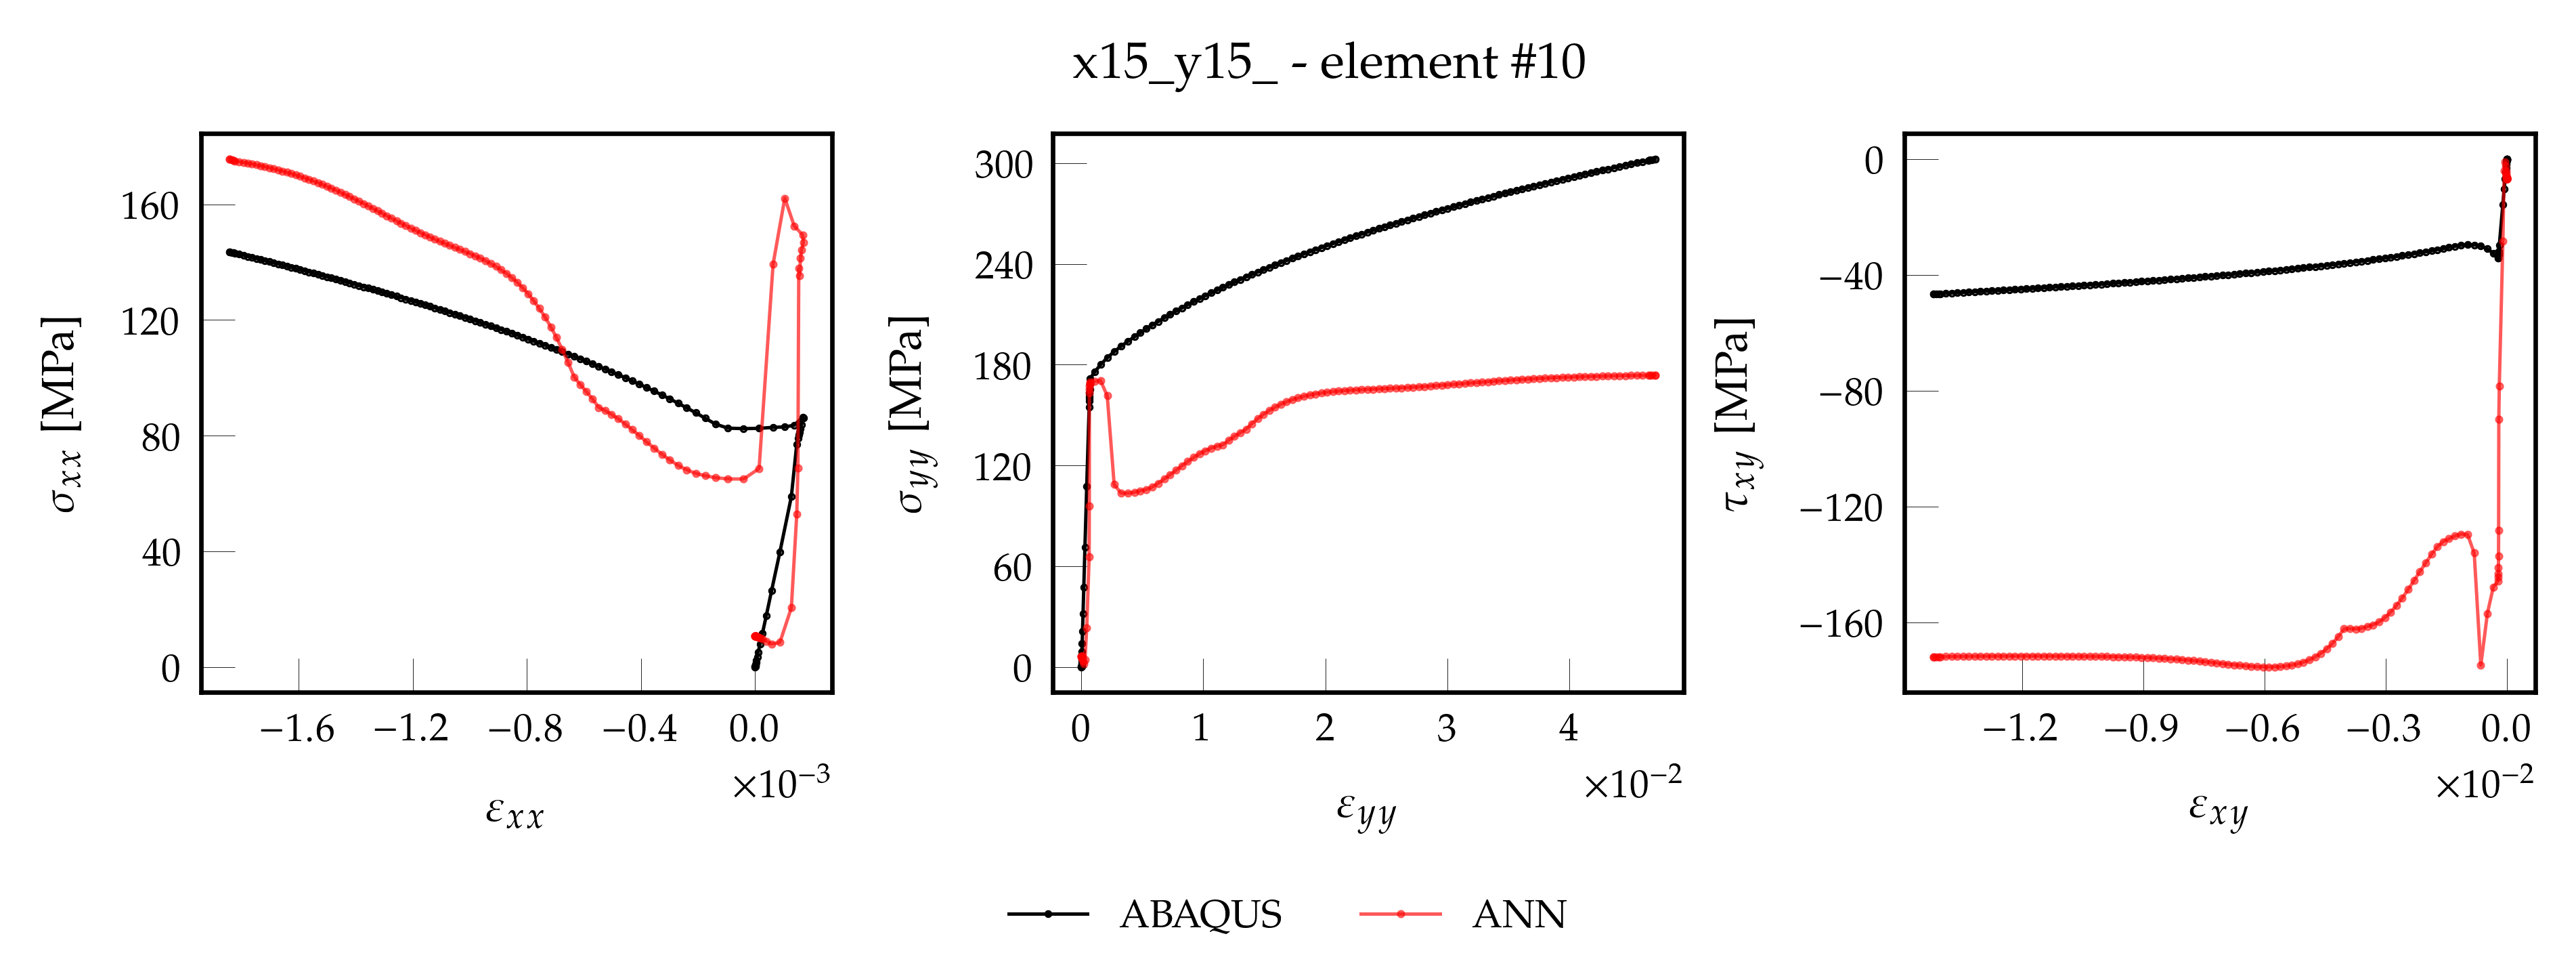 x15_y15_ - element #10
σxx [MPa]
160
120
80
40
0
−1.6 −1.2 −0.8 −0.4 0.0
×10−3
εxx
σyy [MPa]
300
240
180
120
60
0
0 1 2 3 4
×10−2
εyy
τxy [MPa]
0
−40
−80
−120
−160
−1.2 −0.9 −0.6 −0.3 0.0
×10−2
εxy
ABAQUS ANN